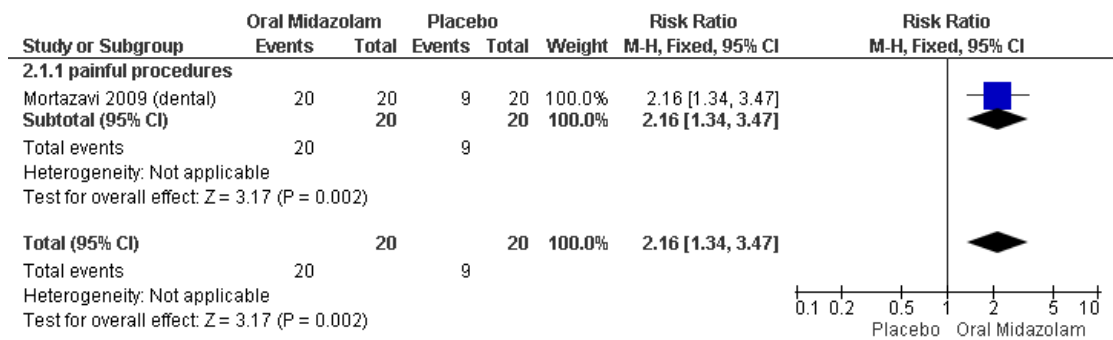 Oral Midazolam Placebo Risk Ratio Risk Ratio
Study or Subgroup Events Total Events Total Weight M-H, Fixed, 95% CI M-H, Fixed, 95% CI
2.1.1 painful procedures
Mortazavi 2009 (dental) 20 20 9 20 100.0% 2.16 [1.34, 3.47]
Subtotal (95% CI) 20 20 100.0% 2.16 [1.34, 3.47]
Total events 20 9
Heterogeneity: Not applicable
Test for overall effect: Z = 3.17 (P = 0.002)
Total (95% CI) 20 20 100.0% 2.16 [1.34, 3.47]
Total events 20 9
Heterogeneity: Not applicable
Test for overall effect: Z = 3.17 (P = 0.002)
0.1 0.2 0.5 1 2 5 10
Placebo Oral Midazolam